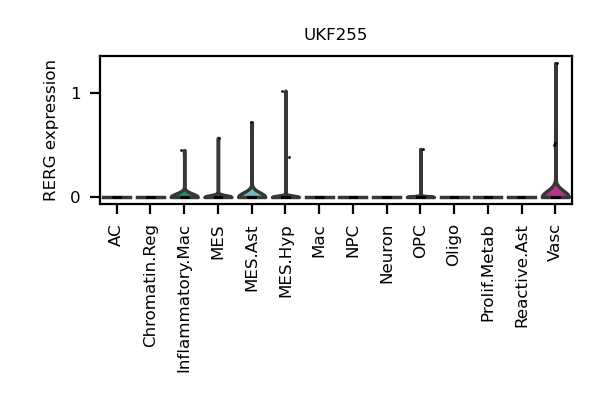 UKF255
RERG expression
1
0
AC
Chromatin.Reg
Inflammatory.Mac
MES
MES.Ast
MES.Hyp
Mac
NPC
Neuron
OPC
Oligo
Prolif.Metab
Reactive.Ast
Vasc